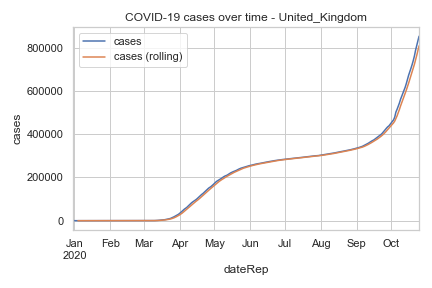 COVID-19 cases over time - United_Kingdom
cases
cases (rolling)
800000
600000
400000
200000
0
cases
Jan Feb Mar Apr May Jun Jul Aug Sep Oct
2020
dateRep